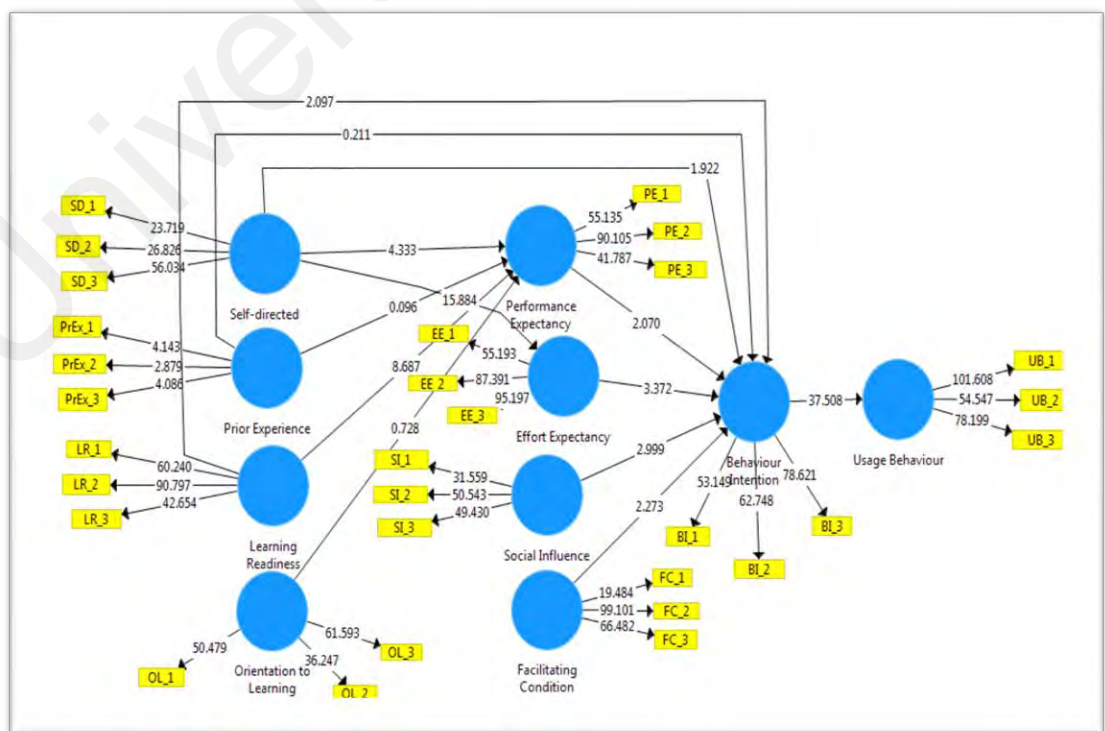 Univer
2.097
0.211
1.922
SD_1
23.719
SD_2
26.826
SD_3
56.034
Self-directed
4.333
15.884
PE_1
55.135
PE_2
90.105
PE_3
41.787
Performance
Expectancy
2.070
PrEx_1
4.143
PrEx_2
2.879
PrEx_3
4.086
Prior Experience
0.096
8.687
EE_1
55.193
EE_2
87.391
EE_3
95.197
Effort Expectancy
3.372
Behaviour
Intention
37.508
Usage Behaviour
UB_1
101.608
UB_2
54.547
UB_3
78.199
LR_1
60.240
LR_2
90.797
LR_3
42.654
Learning
Readiness
0.728
SI_1
31.559
SI_2
50.543
SI_3
49.430
Social Influence
2.999
2.273
53.149
62.748
78.621
BI_1
BI_2
BI_3
OL_1
50.479
OL_2
36.247
OL_3
61.593
Orientation to
Learning
FC_1
19.484
FC_2
99.101
FC_3
66.482
Facilitating
Condition